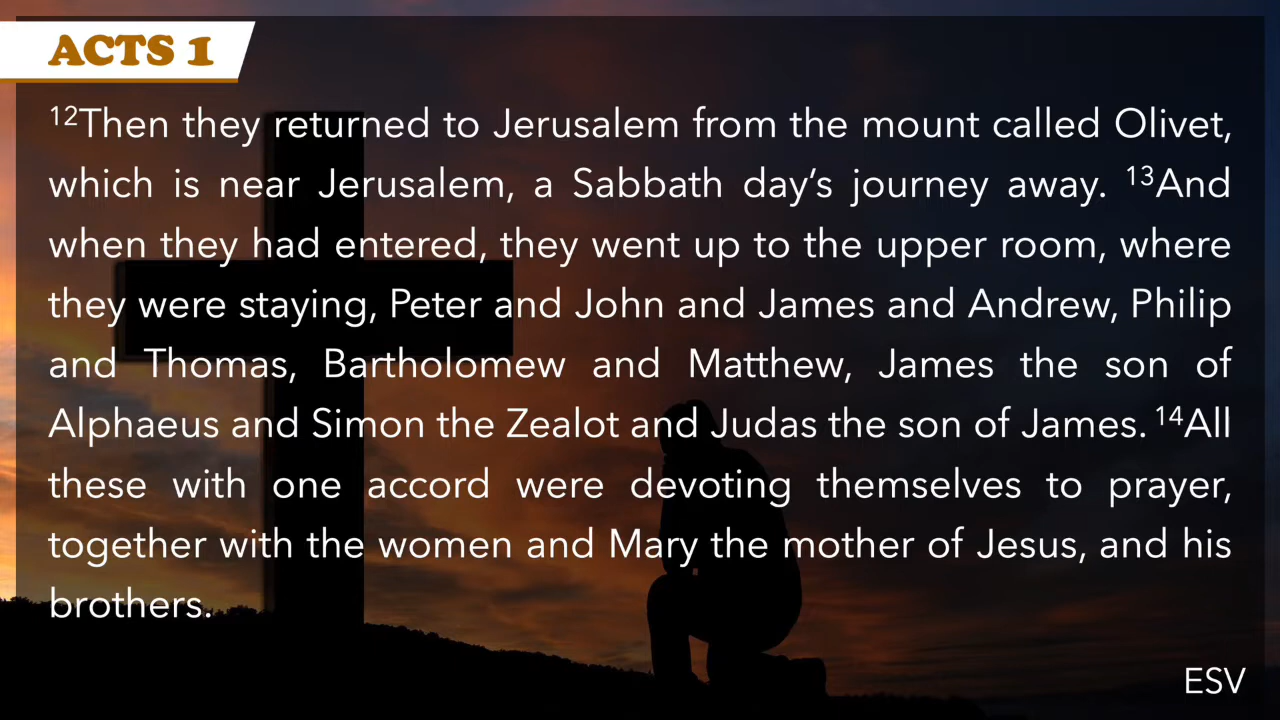 ACTS 1
¹²Then they returned to Jerusalem from the mount called Olivet,
which is near Jerusalem, a Sabbath day’s journey away. ¹³And
when they had entered, they went up to the upper room, where
they were staying, Peter and John and James and Andrew, Philip
and Thomas, Bartholomew and Matthew, James the son of
Alphaeus and Simon the Zealot and Judas the son of James. ¹⁴All
these with one accord were devoting themselves to prayer,
together with the women and Mary the mother of Jesus, and his
brothers.
ESV